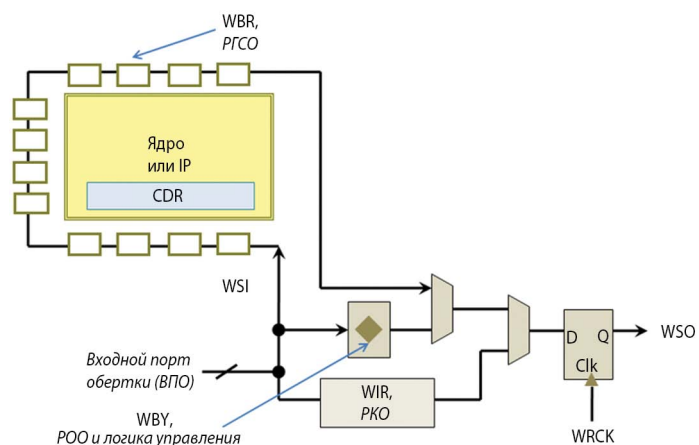 WBR,
РГСО
Ядро
или IP
CDR
WSI
Входной порт
обертки (ВПО)
WBY,
РОО и логика управления
WIR,
РКО
D Q
Clk
WSO
WRCK